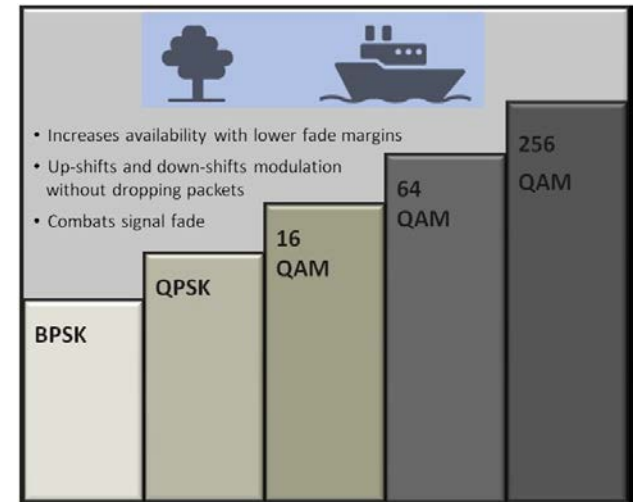 • Increases availability with lower fade margins
• Up-shifts and down-shifts modulation
without dropping packets
• Combats signal fade
BPSK
QPSK
16
QAM
64
QAM
256
QAM